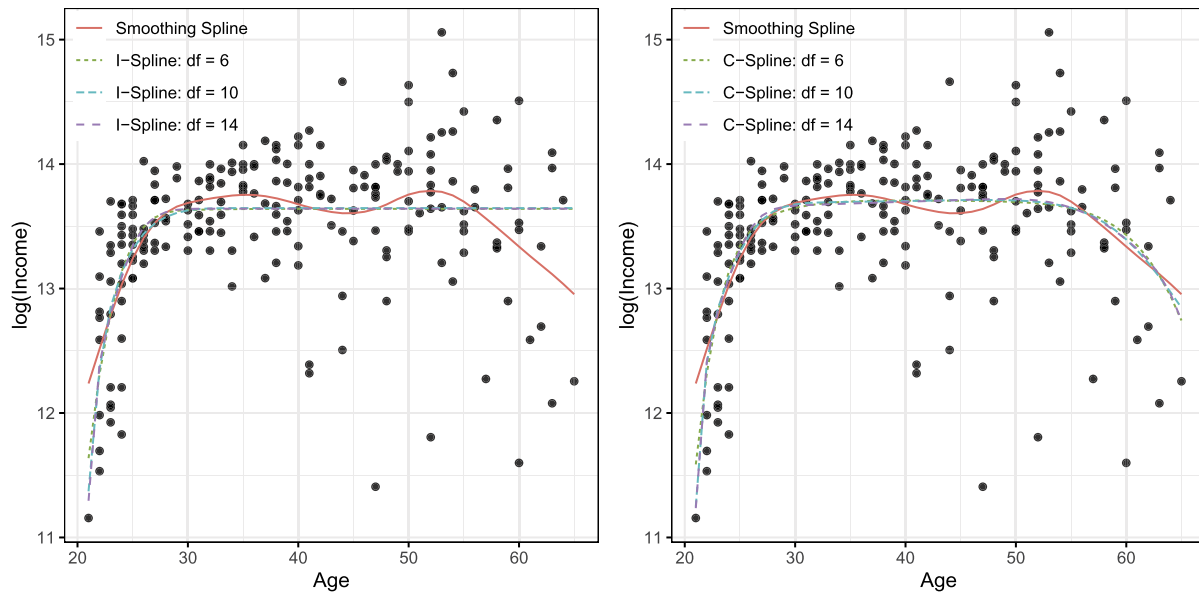 Smoothing Spline
I−Spline: df = 6
I−Spline: df = 10
I−Spline: df = 14
15
14
13
12
11
log(Income)
20 30 40 50 60
Age
Smoothing Spline
C−Spline: df = 6
C−Spline: df = 10
C−Spline: df = 14
15
14
13
12
11
log(Income)
20 30 40 50 60
Age